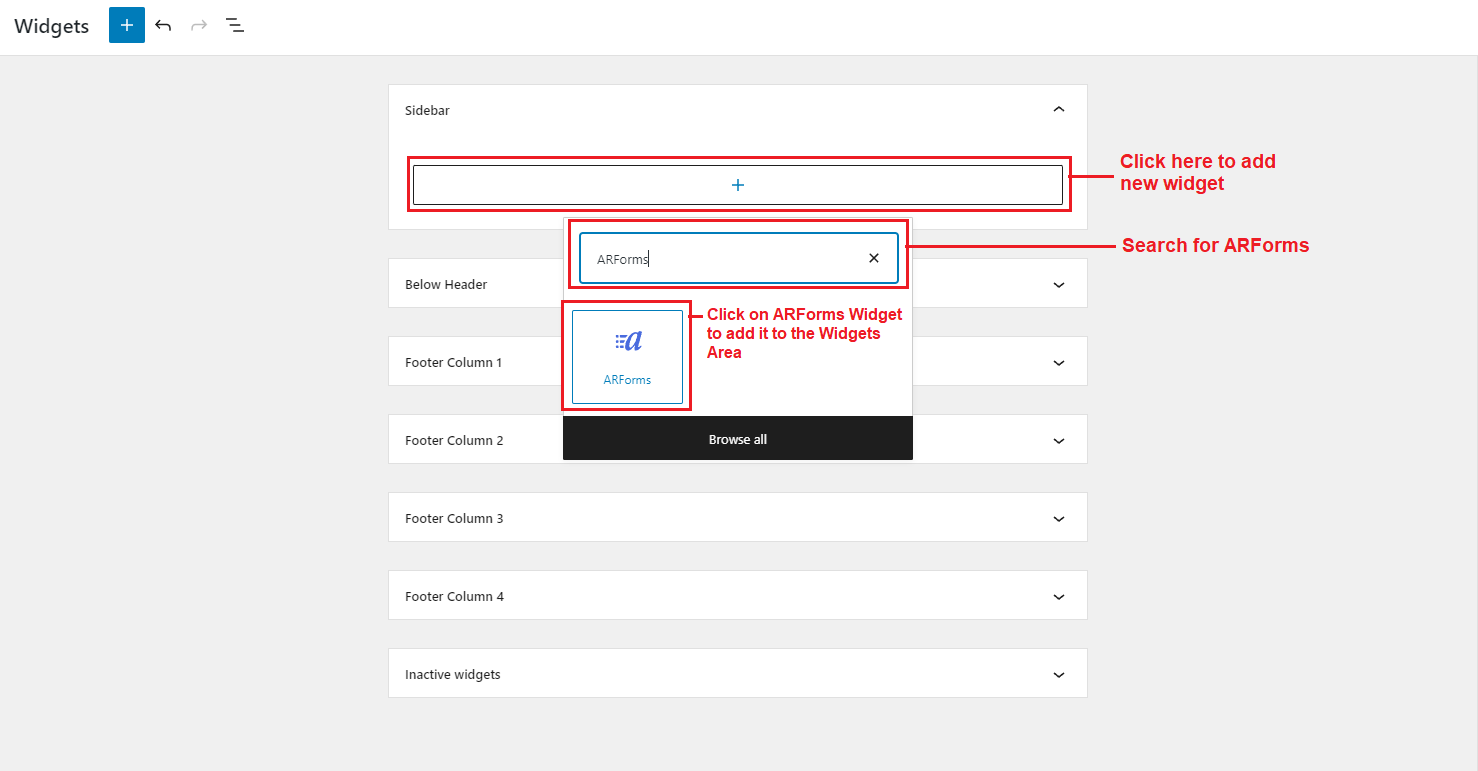 Widgets
Sidebar
Click here to add
new widget
ARForms
Search for ARForms
Below Header
Click on ARForms Widget
to add it to the Widgets
Area
ARForms
Footer Column 1
Footer Column 2
Browse all
Footer Column 3
Footer Column 4
Inactive widgets